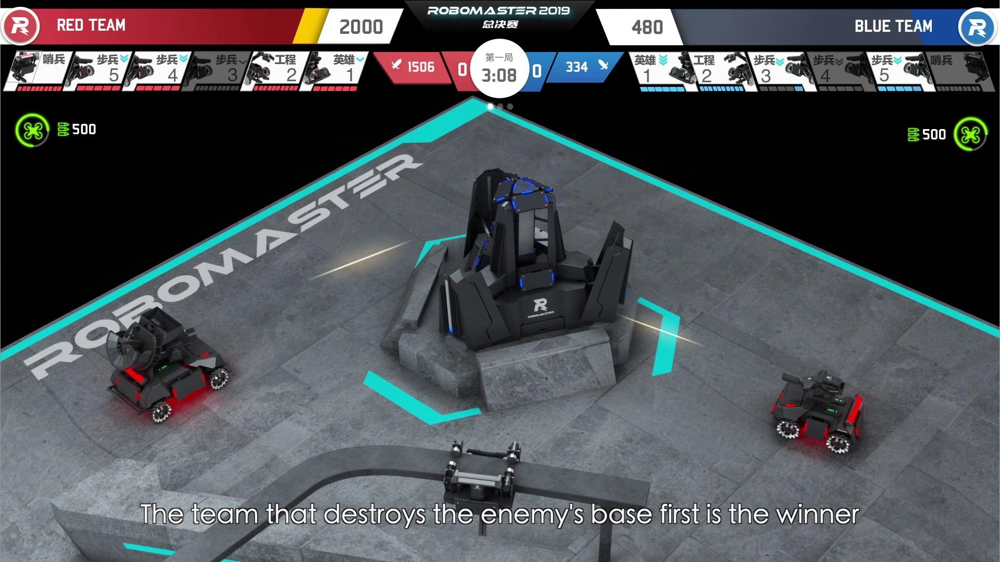 RED TEAM
2000
ROBOMASTER 2019
总决赛
480
BLUE TEAM
哨兵
步兵
5
步兵
4
步兵
3
工程
2
英雄
1
1506
0
第一局
3:08
0
334
英雄
1
工程
2
步兵
3
步兵
4
步兵
5
哨兵
500
500
ROBOMASTER
ROBOMASTER
The team that destroys the enemy's base first is the winner